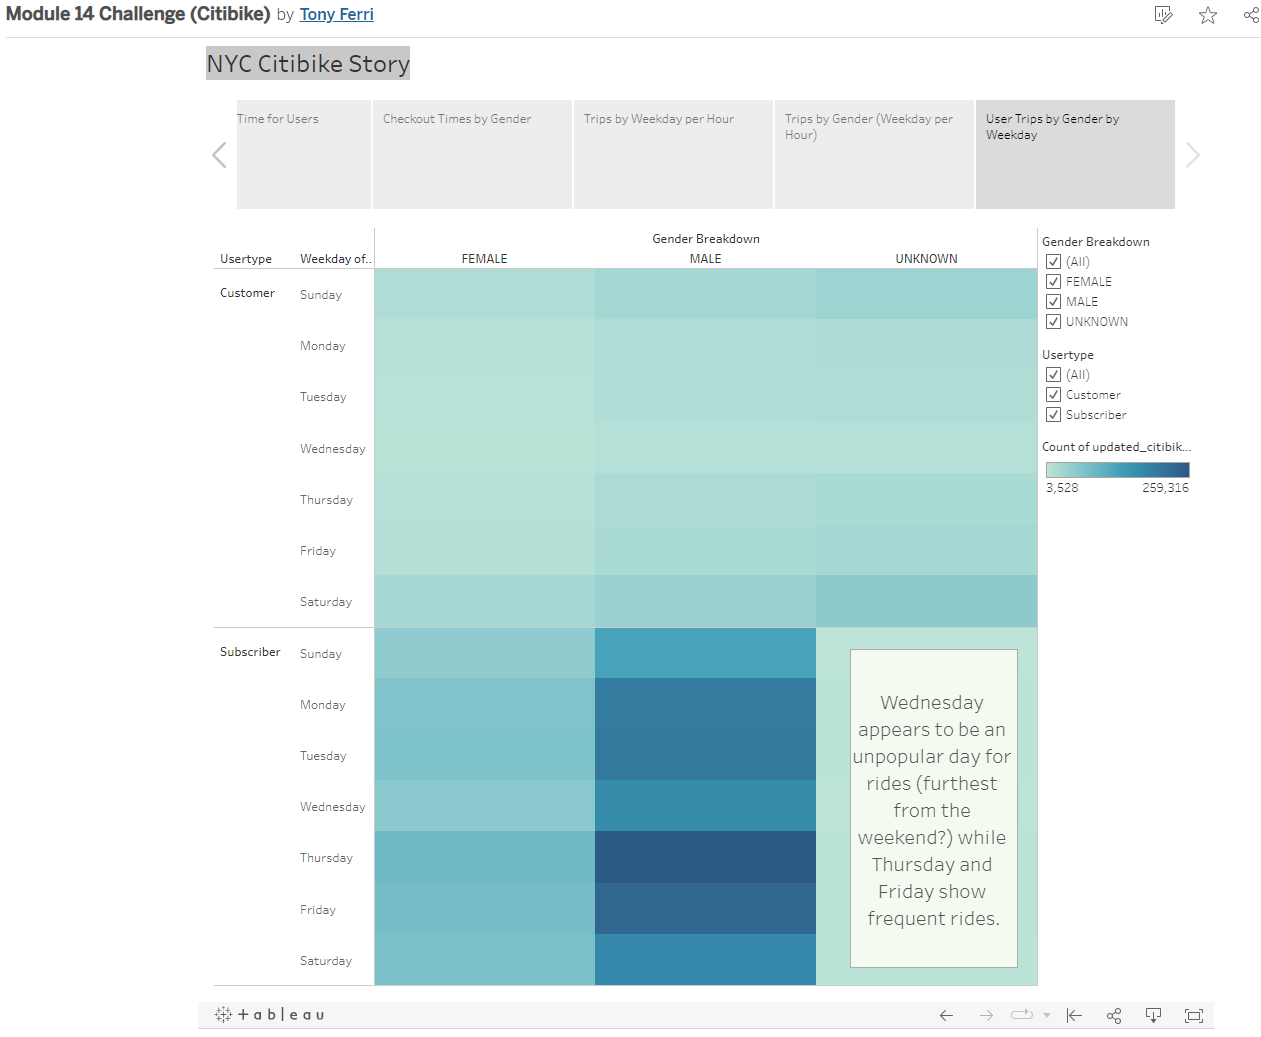 Module 14 Challenge (Citibike) by Tony Ferri
NYC Citibike Story
Time for Users
Checkout Times by Gender
Trips by Weekday per Hour
Trips by Gender (Weekday per
Hour)
User Trips by Gender by
Weekday
Gender Breakdown
Usertype
Weekday of..
FEMALE
MALE
UNKNOWN
Customer
Sunday
Monday
Tuesday
Wednesday
Thursday
Friday
Saturday
Subscriber
Sunday
Monday
Tuesday
Wednesday
Thursday
Friday
Saturday
Wednesday
appears to be an
unpopular day for
rides (furthest
from the
weekend?) while
Thursday and
Friday show
frequent rides.
Gender Breakdown
(All)
FEMALE
MALE
UNKNOWN
Usertype
(All)
Customer
Subscriber
Count of updated_citibik...
3,528
259,316
+ a b | e a u